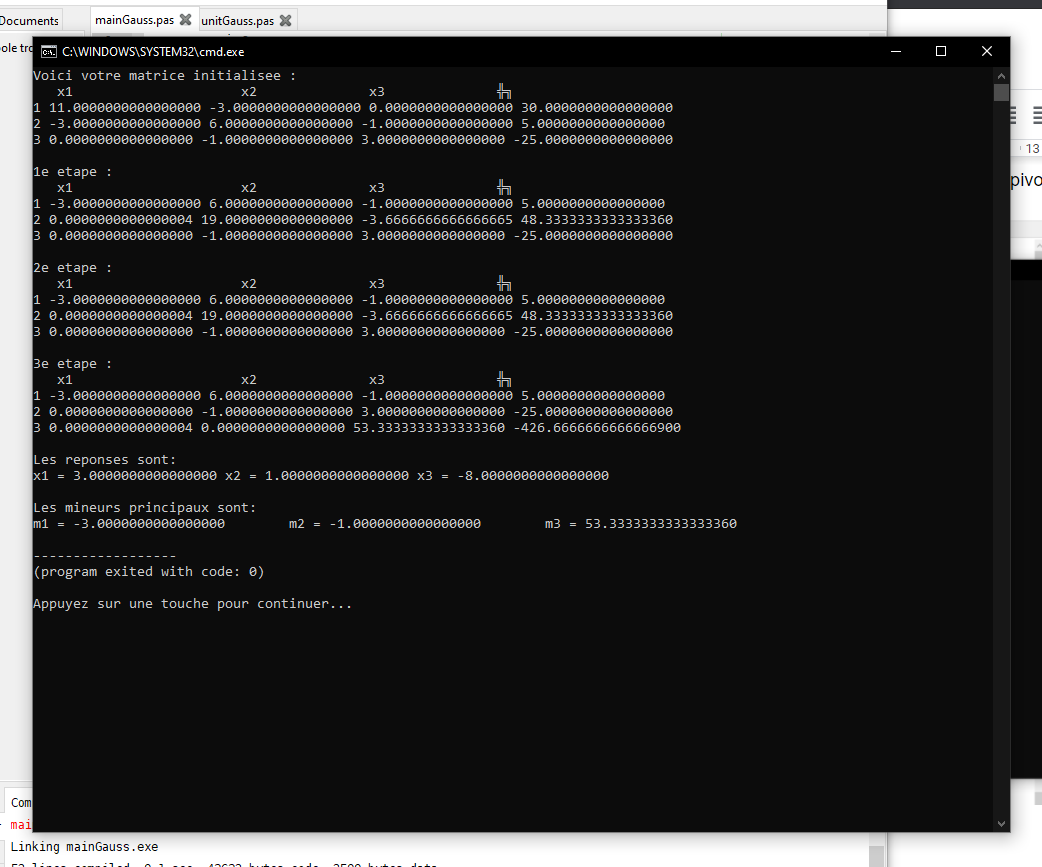 Documents
mainGauss.pas
unitGauss.pas
C:\WINDOWS\SYSTEM32\cmd.exe
13
Voici votre matrice initialisee :
x1 x2 x3 ╬╗
1 11.0000000000000000 -3.0000000000000000 0.0000000000000000 30.0000000000000000
2 -3.0000000000000000 6.0000000000000000 -1.0000000000000000 5.0000000000000000
3 0.0000000000000000 -1.0000000000000000 3.0000000000000000 -25.0000000000000000
1e etape :
x1 x2 x3 ╬╗
1 -3.0000000000000000 6.0000000000000000 -1.0000000000000000 5.0000000000000000
2 0.0000000000000004 19.0000000000000000 -3.6666666666666665 48.3333333333333360
3 0.0000000000000000 -1.0000000000000000 3.0000000000000000 -25.0000000000000000
2e etape :
x1 x2 x3 ╬╗
1 -3.0000000000000000 6.0000000000000000 -1.0000000000000000 5.0000000000000000
2 0.0000000000000004 19.0000000000000000 -3.6666666666666665 48.3333333333333360
3 0.0000000000000000 -1.0000000000000000 3.0000000000000000 -25.0000000000000000
3e etape :
x1 x2 x3 ╬╗
1 -3.0000000000000000 6.0000000000000000 -1.0000000000000000 5.0000000000000000
2 0.0000000000000000 -1.0000000000000000 3.0000000000000000 -25.0000000000000000
3 0.0000000000000004 0.0000000000000000 53.3333333333333360 -426.6666666666666900
Les reponses sont:
x1 = 3.0000000000000000 x2 = 1.0000000000000000 x3 = -8.0000000000000000
Les mineurs principaux sont:
m1 = -3.0000000000000000 m2 = -1.0000000000000000 m3 = 53.3333333333333360
------------------
(program exited with code: 0)
Appuyez sur une touche pour continuer...
Linking mainGauss.exe